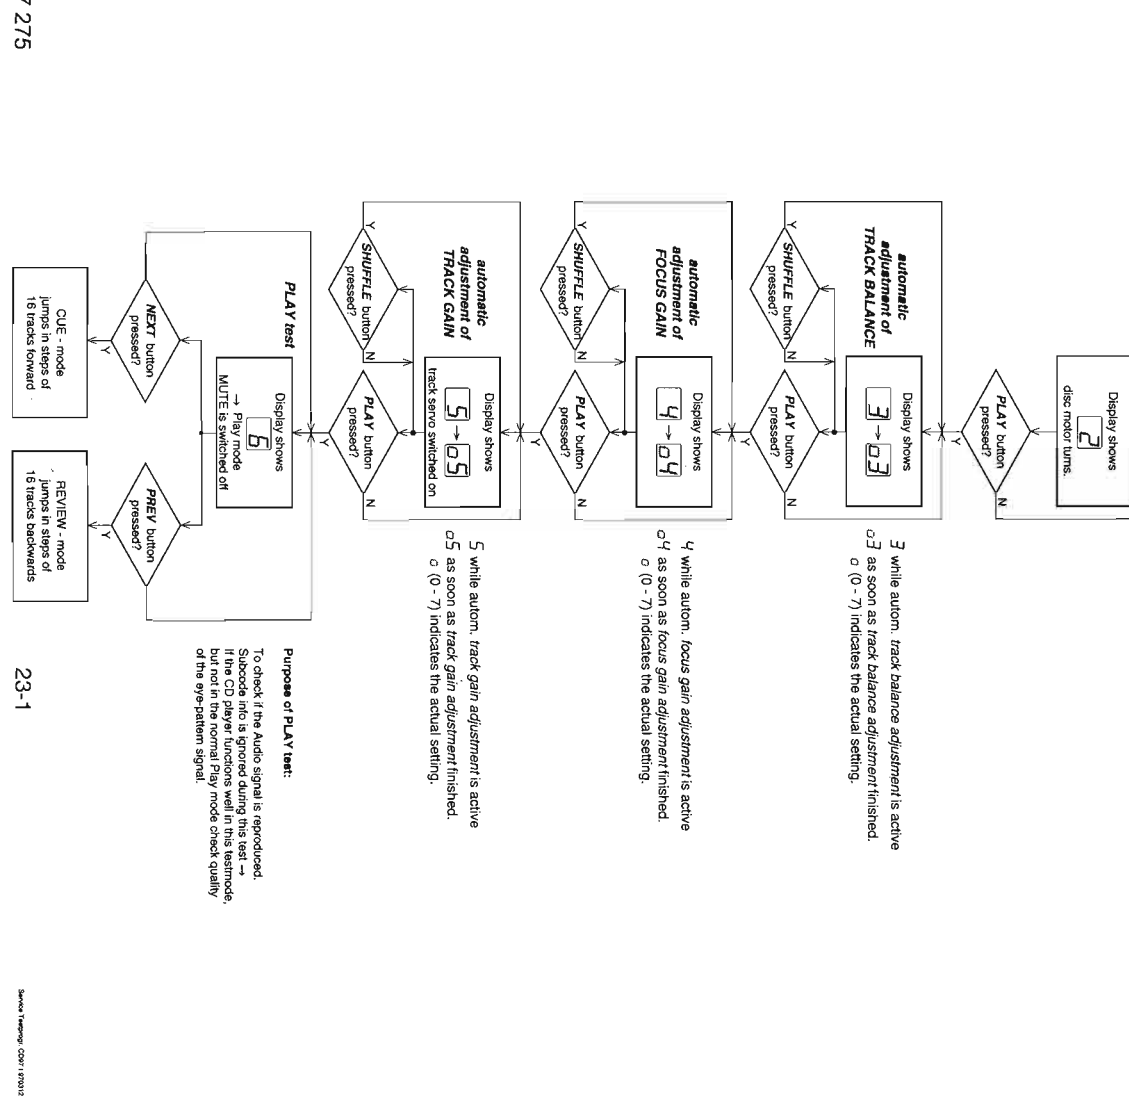 Display shows
2
disc motor turns.
PLAY button
pressed?
Y
N
automatic
adjustment of
TRACK BALANCE
Display shows
3 → o3
3 while autom. track balance adjustment is active
o3 as soon as track balance adjustment finished.
o (0 - 7) indicates the actual setting.
SHUFFLE button
pressed?
Y
N
PLAY button
pressed?
Y
N
automatic
adjustment of
FOCUS GAIN
Display shows
4 → o4
4 while autom. focus gain adjustment is active
o4 as soon as focus gain adjustment finished.
o (0 - 7) indicates the actual setting.
SHUFFLE button
pressed?
Y
N
PLAY button
pressed?
Y
N
automatic
adjustment of
TRACK GAIN
Display shows
5 → o5
track servo switched on
5 while autom. track gain adjustment is active
o5 as soon as track gain adjustment finished.
o (0 - 7) indicates the actual setting.
SHUFFLE button
pressed?
Y
N
PLAY button
pressed?
Y
N
PLAY test
Display shows
6
→ Play mode
MUTE is switched off
Purpose of PLAY test:
To check if the Audio signal is reproduced.
Subcode info is ignored during this test →
If the CD player functions well in this testmode,
but not in the normal Play mode check quality
of the eye-pattern signal.
NEXT button
pressed?
Y
PREV button
pressed?
Y
CUE - mode
jumps in steps of
16 tracks forward
REVIEW - mode
jumps in steps of
16 tracks backwards
7 275
23-1
Service Testprogr. CD97 I 970312